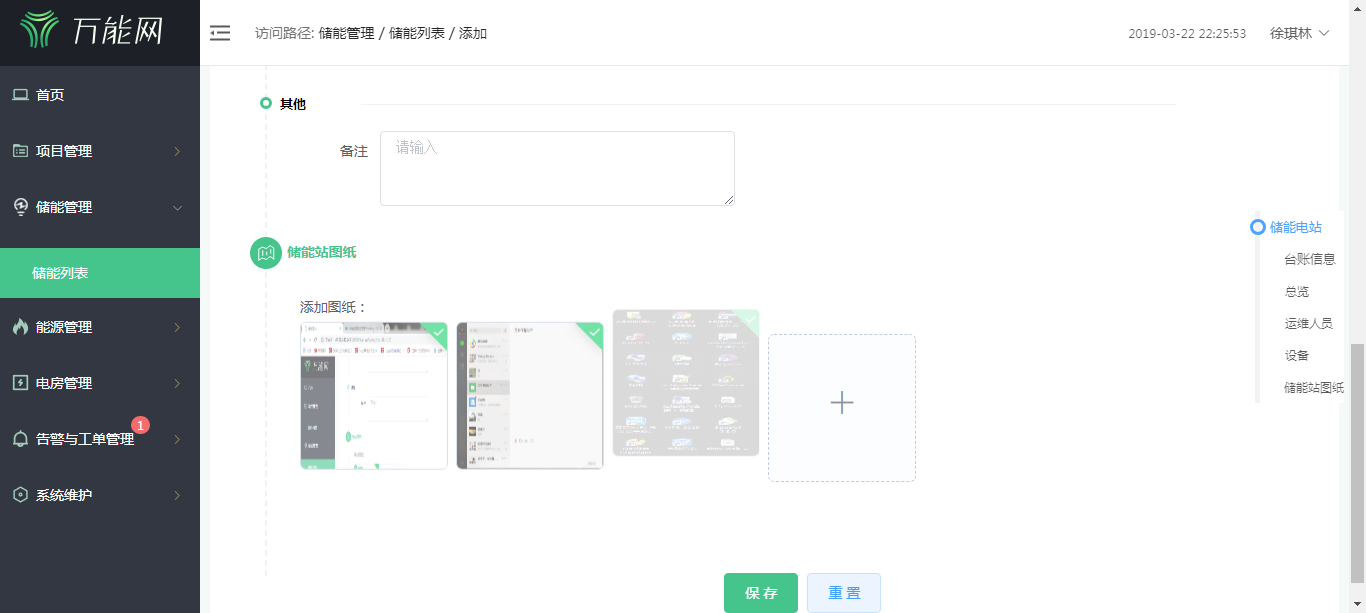 万能网
访问路径: 储能管理 / 储能列表 / 添加
2019-03-22 22:25:53
徐琪林
首页
项目管理
储能管理
储能列表
能源管理
电房管理
告警与工单管理
1
系统维护
其他
备注
请输入
储能站图纸
添加图纸：
保存
重置
储能电站
台账信息
总览
运维人员
设备
储能站图纸